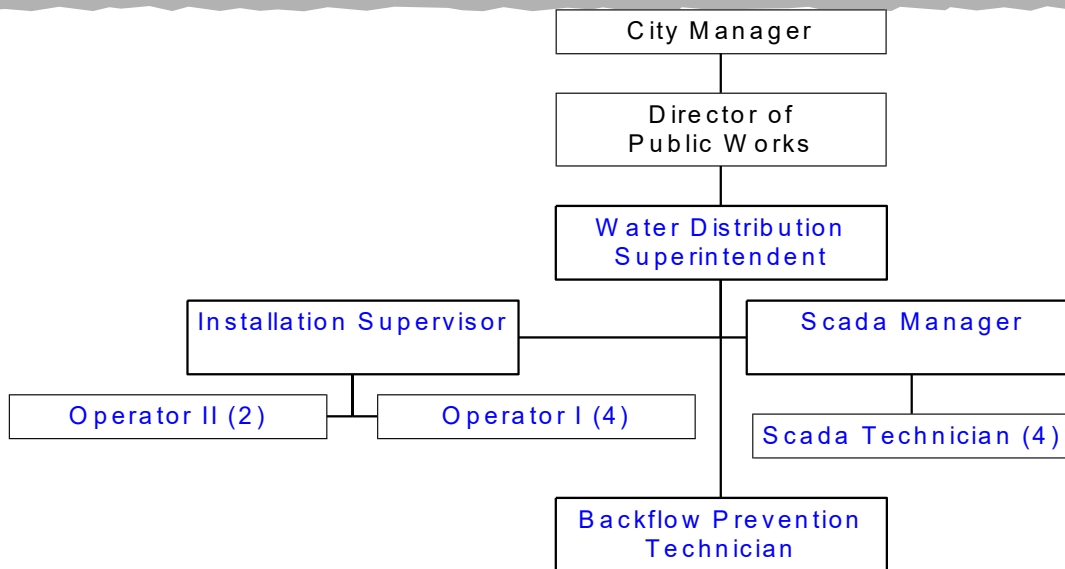 City Manager
Director of
Public Works
Water Distribution
Superintendent
Installation Supervisor
Scada Manager
Operator II (2)
Operator I (4)
Scada Technician (4)
Backflow Prevention
Technician